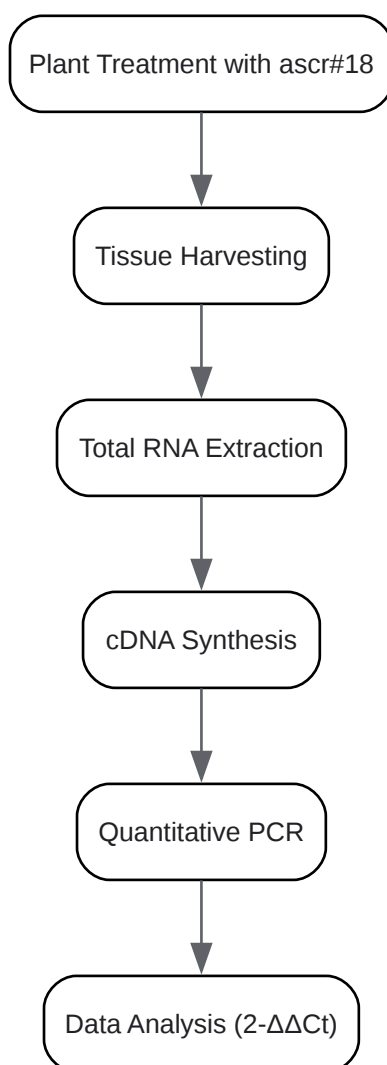 Plant Treatment with ascr#18
Tissue Harvesting
Total RNA Extraction
cDNA Synthesis
Quantitative PCR
Data Analysis (2-ΔΔCt)